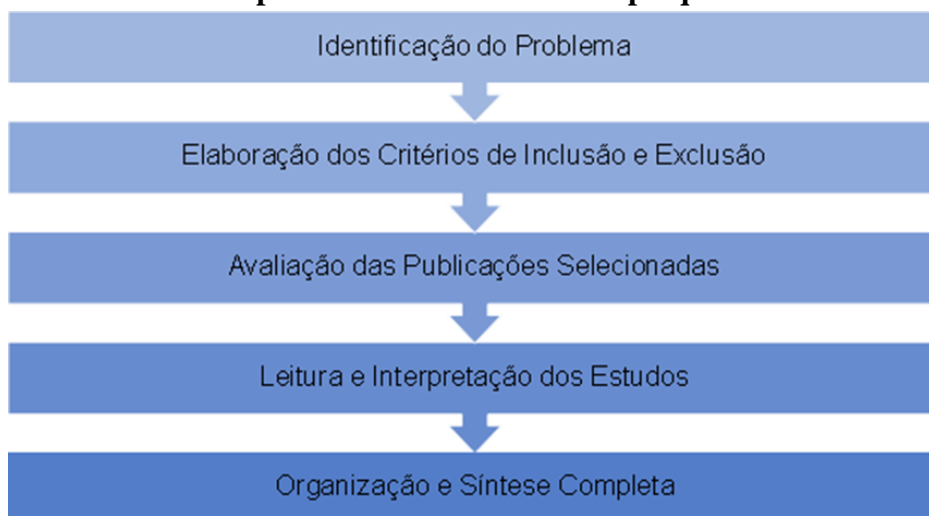 Identificação do Problema
Elaboração dos Critérios de Inclusão e Exclusão
Avaliação das Publicações Selecionadas
Leitura e Interpretação dos Estudos
Organização e Síntese Completa